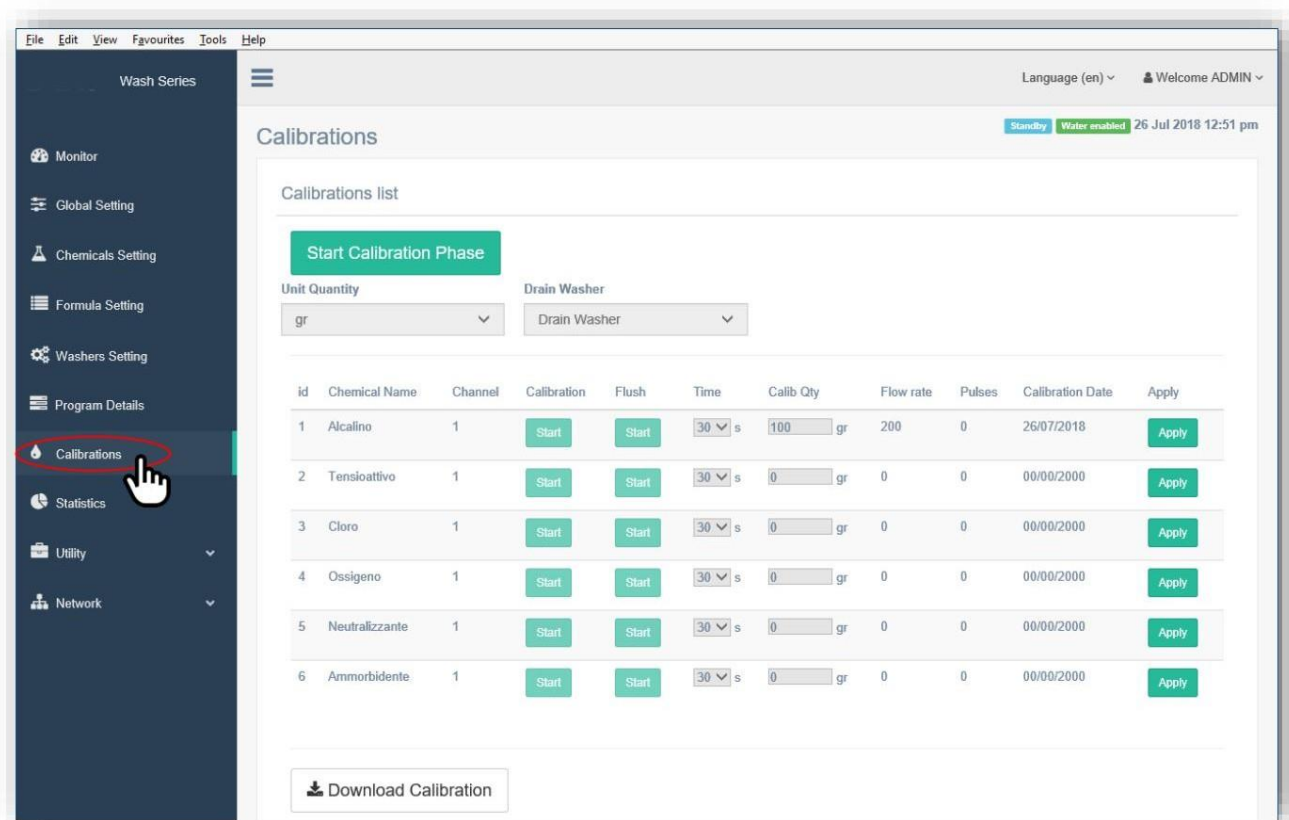 File Edit View Favourites Tools Help
Wash Series
Language (en) Welcome ADMIN
Calibrations
Standby Water enabled 26 Jul 2018 12:51 pm
Monitor
Global Setting
Chemicals Setting
Formula Setting
Washers Setting
Program Details
Calibrations
Statistics
Utility
Network
Calibrations list
Start Calibration Phase
Unit Quantity Drain Washer
gr Drain Washer
id Chemical Name Channel Calibration Flush Time Calib Qty Flow rate Pulses Calibration Date Apply
1 Alcalino 1 Start Start 30 s 100 gr 200 0 26/07/2018 Apply
2 Tensioattivo 1 Start Start 30 s 0 gr 0 0 00/00/2000 Apply
3 Cloro 1 Start Start 30 s 0 gr 0 0 00/00/2000 Apply
4 Ossigeno 1 Start Start 30 s 0 gr 0 0 00/00/2000 Apply
5 Neutralizzante 1 Start Start 30 s 0 gr 0 0 00/00/2000 Apply
6 Ammorbidente 1 Start Start 30 s 0 gr 0 0 00/00/2000 Apply
Download Calibration